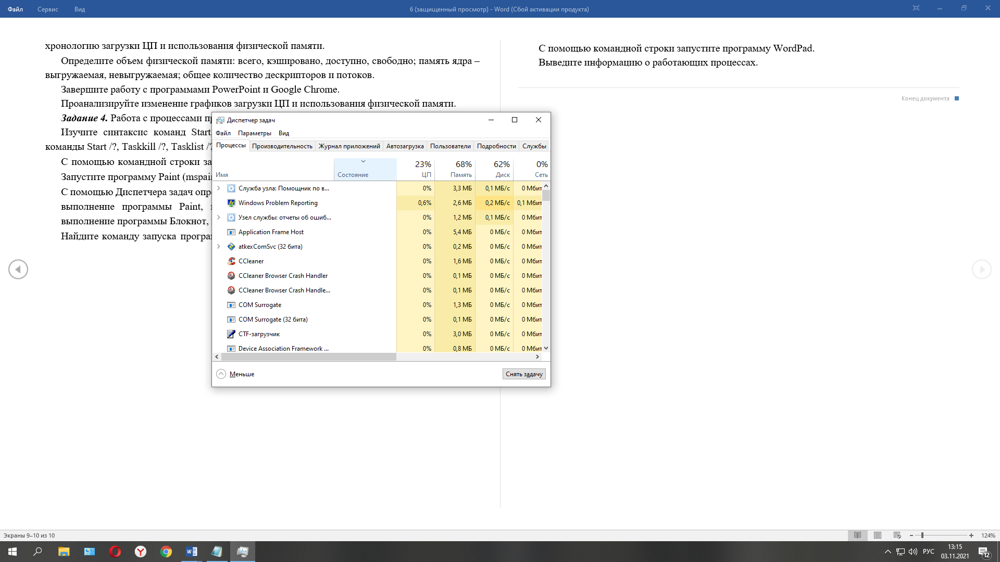 Файл Сервис Вид 6 (защищенный просмотр) - Word (Сбой активации продукта)
хронологию загрузки ЦП и использования физической памяти.
Определите объем физической памяти: всего, кэшировано, доступно, свободно; память ядра –
выгружаемая, невыгружаемая; общее количество дескрипторов и потоков.
Завершите работу с программами PowerPoint и Google Chrome.
Проанализируйте изменение графиков загрузки ЦП и использования физической памяти.
Задание 4. Работа с процессами
Изучите синтаксис команд Start,
команды Start /?, Taskkill /?, Tasklist
С помощью командной строки
Запустите программу Paint
С помощью Диспетчера задач
выполнение программы Paint,
выполнение программы Блокнот,
Найдите команду запуска
С помощью командной строки запустите программу WordPad.
Выведите информацию о работающих процессах.
Конец документа
Диспетчер задач
Файл Параметры Вид
Процессы Производительность Журнал приложений Автозагрузка Пользователи Подробности Службы
23% 68% 62% 0%
Имя Состояние ЦП Память Диск Сеть
Служба узла: Помощник по в... 0% 3,3 МБ 0,1 МБ/с 0 Мбит
Windows Problem Reporting 0,6% 2,6 МБ 0,2 МБ/с 0,1 Мбит
Узел службы: отчеты об ошиб... 0% 1,2 МБ 0,1 МБ/с 0 Мбит
Application Frame Host 0% 5,4 МБ 0 МБ/с 0 Мбит
atkexComSvc (32 бита) 0% 0,2 МБ 0 МБ/с 0 Мбит
CCleaner 0% 1,6 МБ 0 МБ/с 0 Мбит
CCleaner Browser Crash Handler 0% 0,1 МБ 0 МБ/с 0 Мбит
CCleaner Browser Crash Handle... 0% 0,1 МБ 0 МБ/с 0 Мбит
COM Surrogate 0% 1,3 МБ 0 МБ/с 0 Мбит
COM Surrogate (32 бита) 0% 0,1 МБ 0 МБ/с 0 Мбит
CTF-загрузчик 0% 3,0 МБ 0 МБ/с 0 Мбит
Device Association Framework ... 0% 0,8 МБ 0 МБ/с 0 Мбит
Меньше Снять задачу
Экраны 9–10 из 10 124%
РУС 13:15
03.11.2021 12